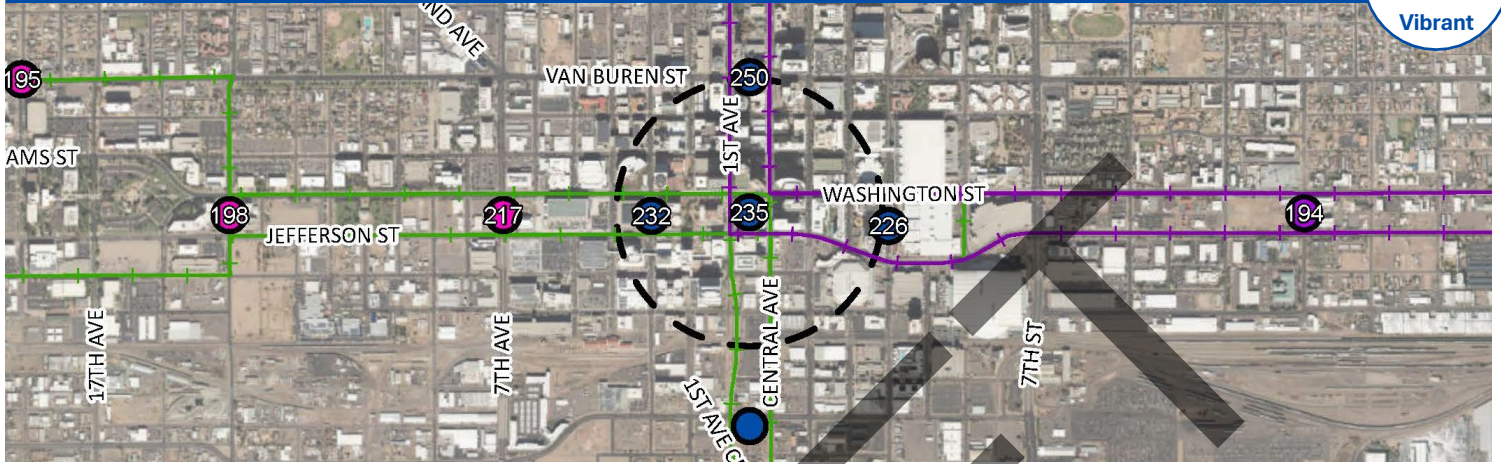 Vibrant
ND AVE
195
VAN BUREN ST
250
1ST AVE
AMS ST
WASHINGTON ST
198
217
232
235
226
194
JEFFERSON ST
17TH AVE
7TH AVE
CENTRAL AVE
7TH ST
1ST AVE